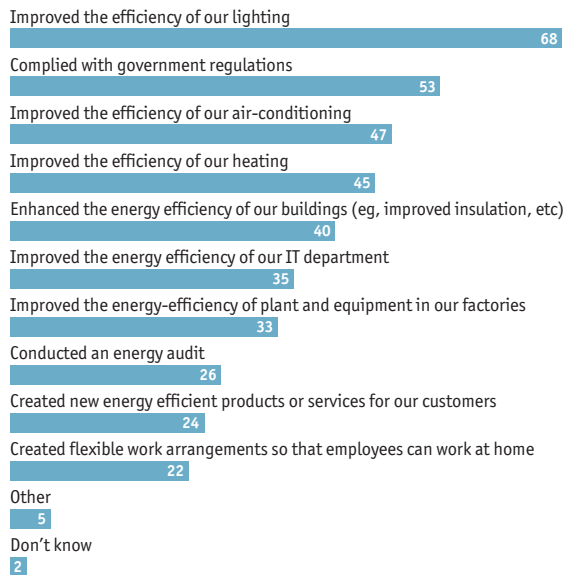 Improved the efficiency of our lighting
68
Complied with government regulations
53
Improved the efficiency of our air-conditioning
47
Improved the efficiency of our heating
45
Enhanced the energy efficiency of our buildings (eg, improved insulation, etc)
40
Improved the energy efficiency of our IT department
35
Improved the energy-efficiency of plant and equipment in our factories
33
Conducted an energy audit
26
Created new energy efficient products or services for our customers
24
Created flexible work arrangements so that employees can work at home
22
Other
5
Don't know
2